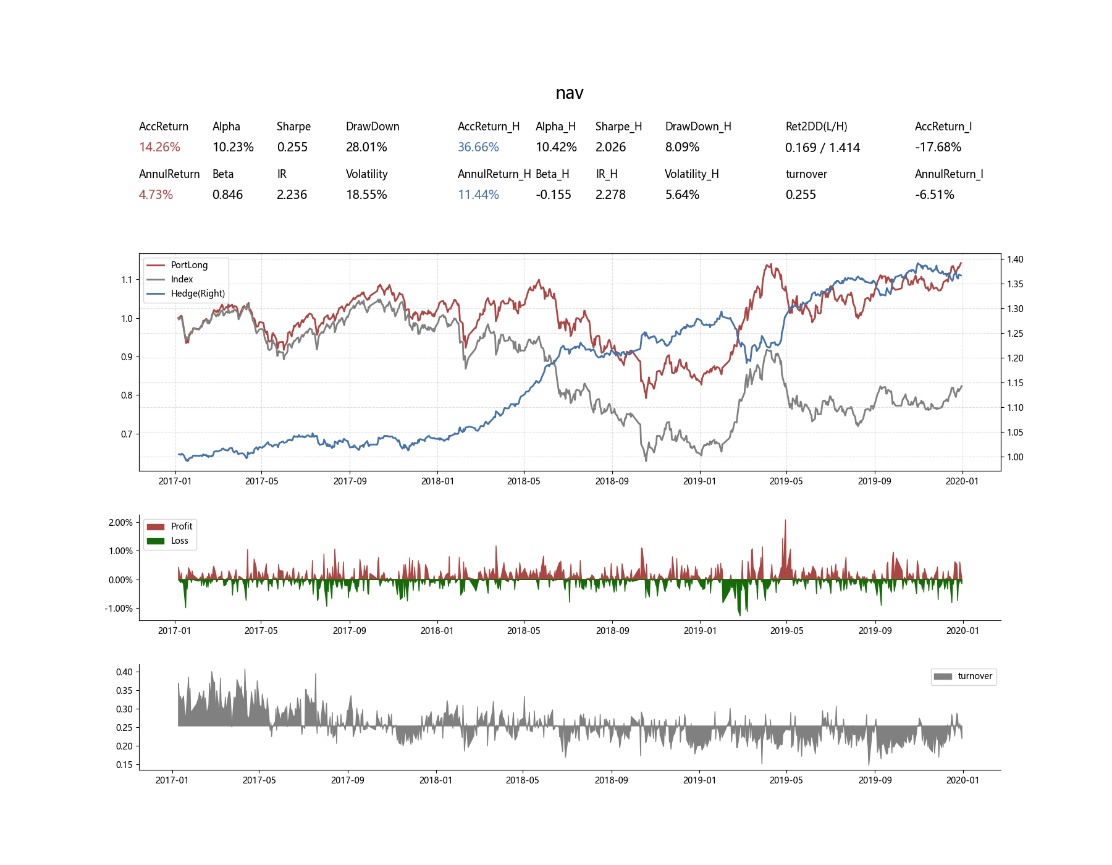 nav
AccReturn Alpha Sharpe DrawDown AccReturn_H Alpha_H Sharpe_H DrawDown_H Ret2DD(L/H) AccReturn_I
14.26% 10.23% 0.255 28.01% 36.66% 10.42% 2.026 8.09% 0.169 / 1.414 -17.68%
AnnulReturn Beta IR Volatility AnnulReturn_H Beta_H IR_H Volatility_H turnover AnnulReturn_I
4.73% 0.846 2.236 18.55% 11.44% -0.155 2.278 5.64% 0.255 -6.51%
PortLong
Index
Hedge(Right)
1.1
1.0
0.9
0.8
0.7
1.40
1.35
1.30
1.25
1.20
1.15
1.10
1.05
1.00
2017-01 2017-05 2017-09 2018-01 2018-05 2018-09 2019-01 2019-05 2019-09 2020-01
Profit
Loss
2.00%
1.00%
0.00%
-1.00%
2017-01 2017-05 2017-09 2018-01 2018-05 2018-09 2019-01 2019-05 2019-09 2020-01
turnover
0.40
0.35
0.30
0.25
0.20
0.15
2017-01 2017-05 2017-09 2018-01 2018-05 2018-09 2019-01 2019-05 2019-09 2020-01